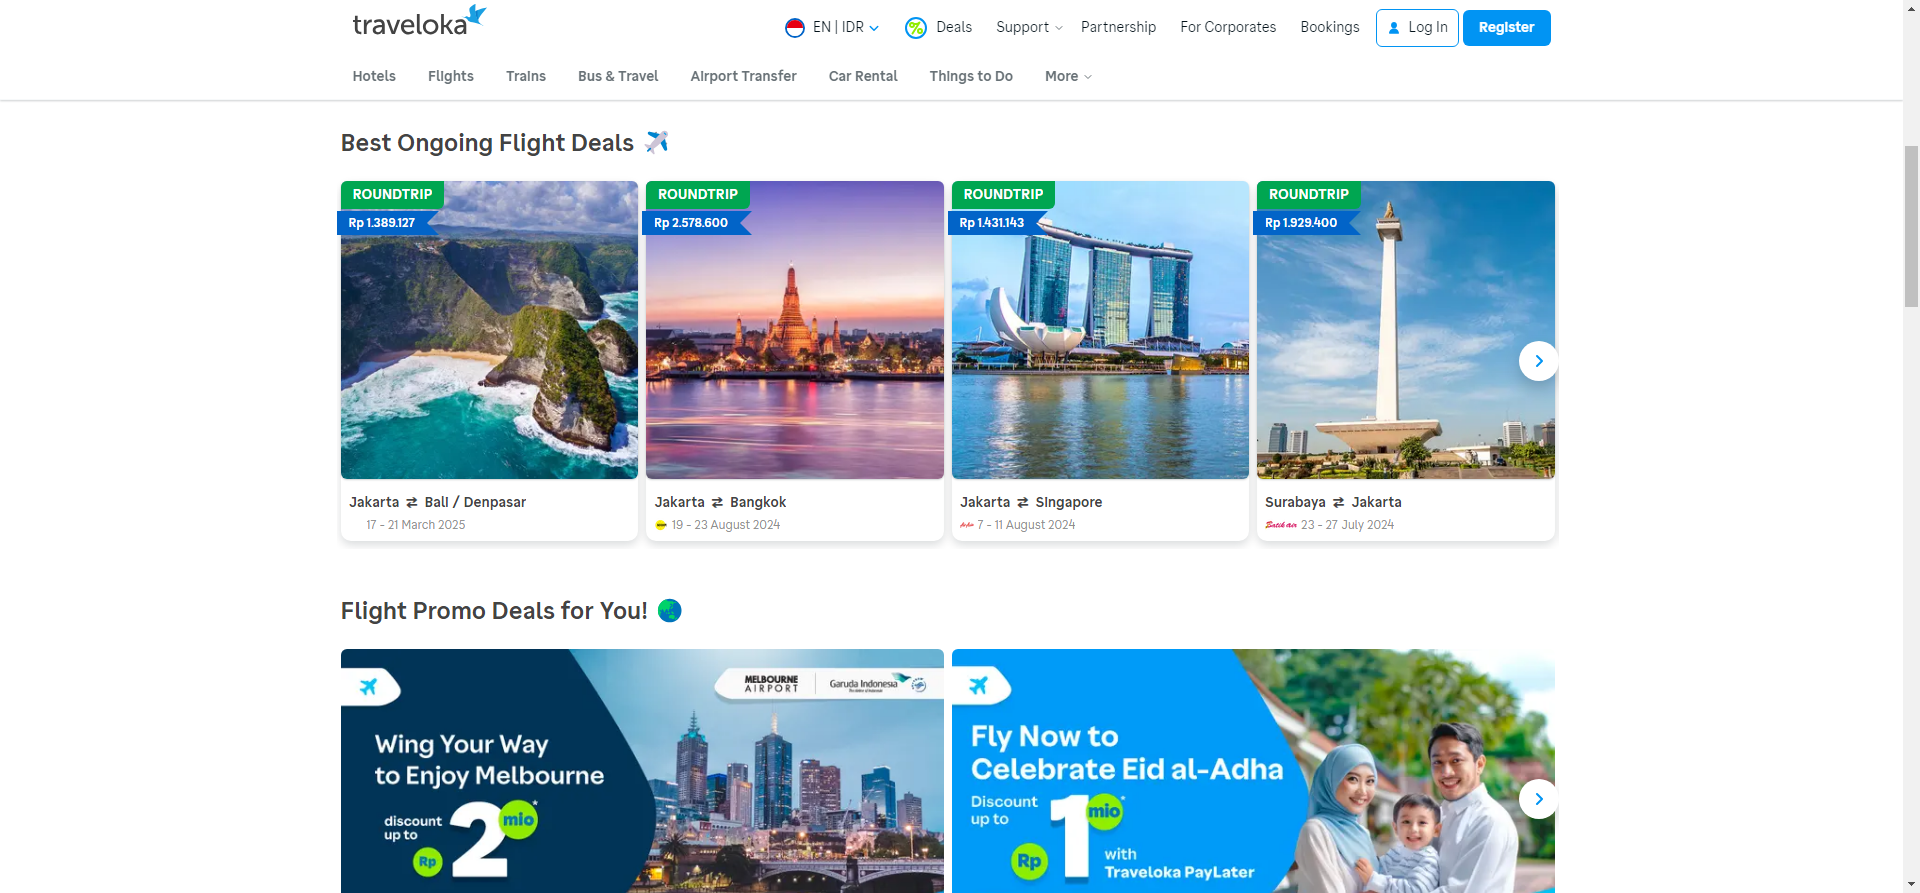 traveloka
EN | IDR
Deals
Support
Partnership
For Corporates
Bookings
Log In
Register
Hotels
Flights
Trains
Bus & Travel
Airport Transfer
Car Rental
Things to Do
More
Best Ongoing Flight Deals
ROUNDTRIP
Rp 1.389.127
Jakarta ⇄ Bali / Denpasar
17 - 21 March 2025
ROUNDTRIP
Rp 2.578.600
Jakarta ⇄ Bangkok
19 - 23 August 2024
ROUNDTRIP
Rp 1.431.143
Jakarta ⇄ Singapore
7 - 11 August 2024
ROUNDTRIP
Rp 1.929.400
Surabaya ⇄ Jakarta
Batik air 23 - 27 July 2024
Flight Promo Deals for You!
MELBOURNE
AIRPORT
Garuda Indonesia
Wing Your Way
to Enjoy Melbourne
discount
up to
Rp 2 mio*
Fly Now to
Celebrate Eid al-Adha
Discount
up to
Rp 1 mio*
with
Traveloka PayLater